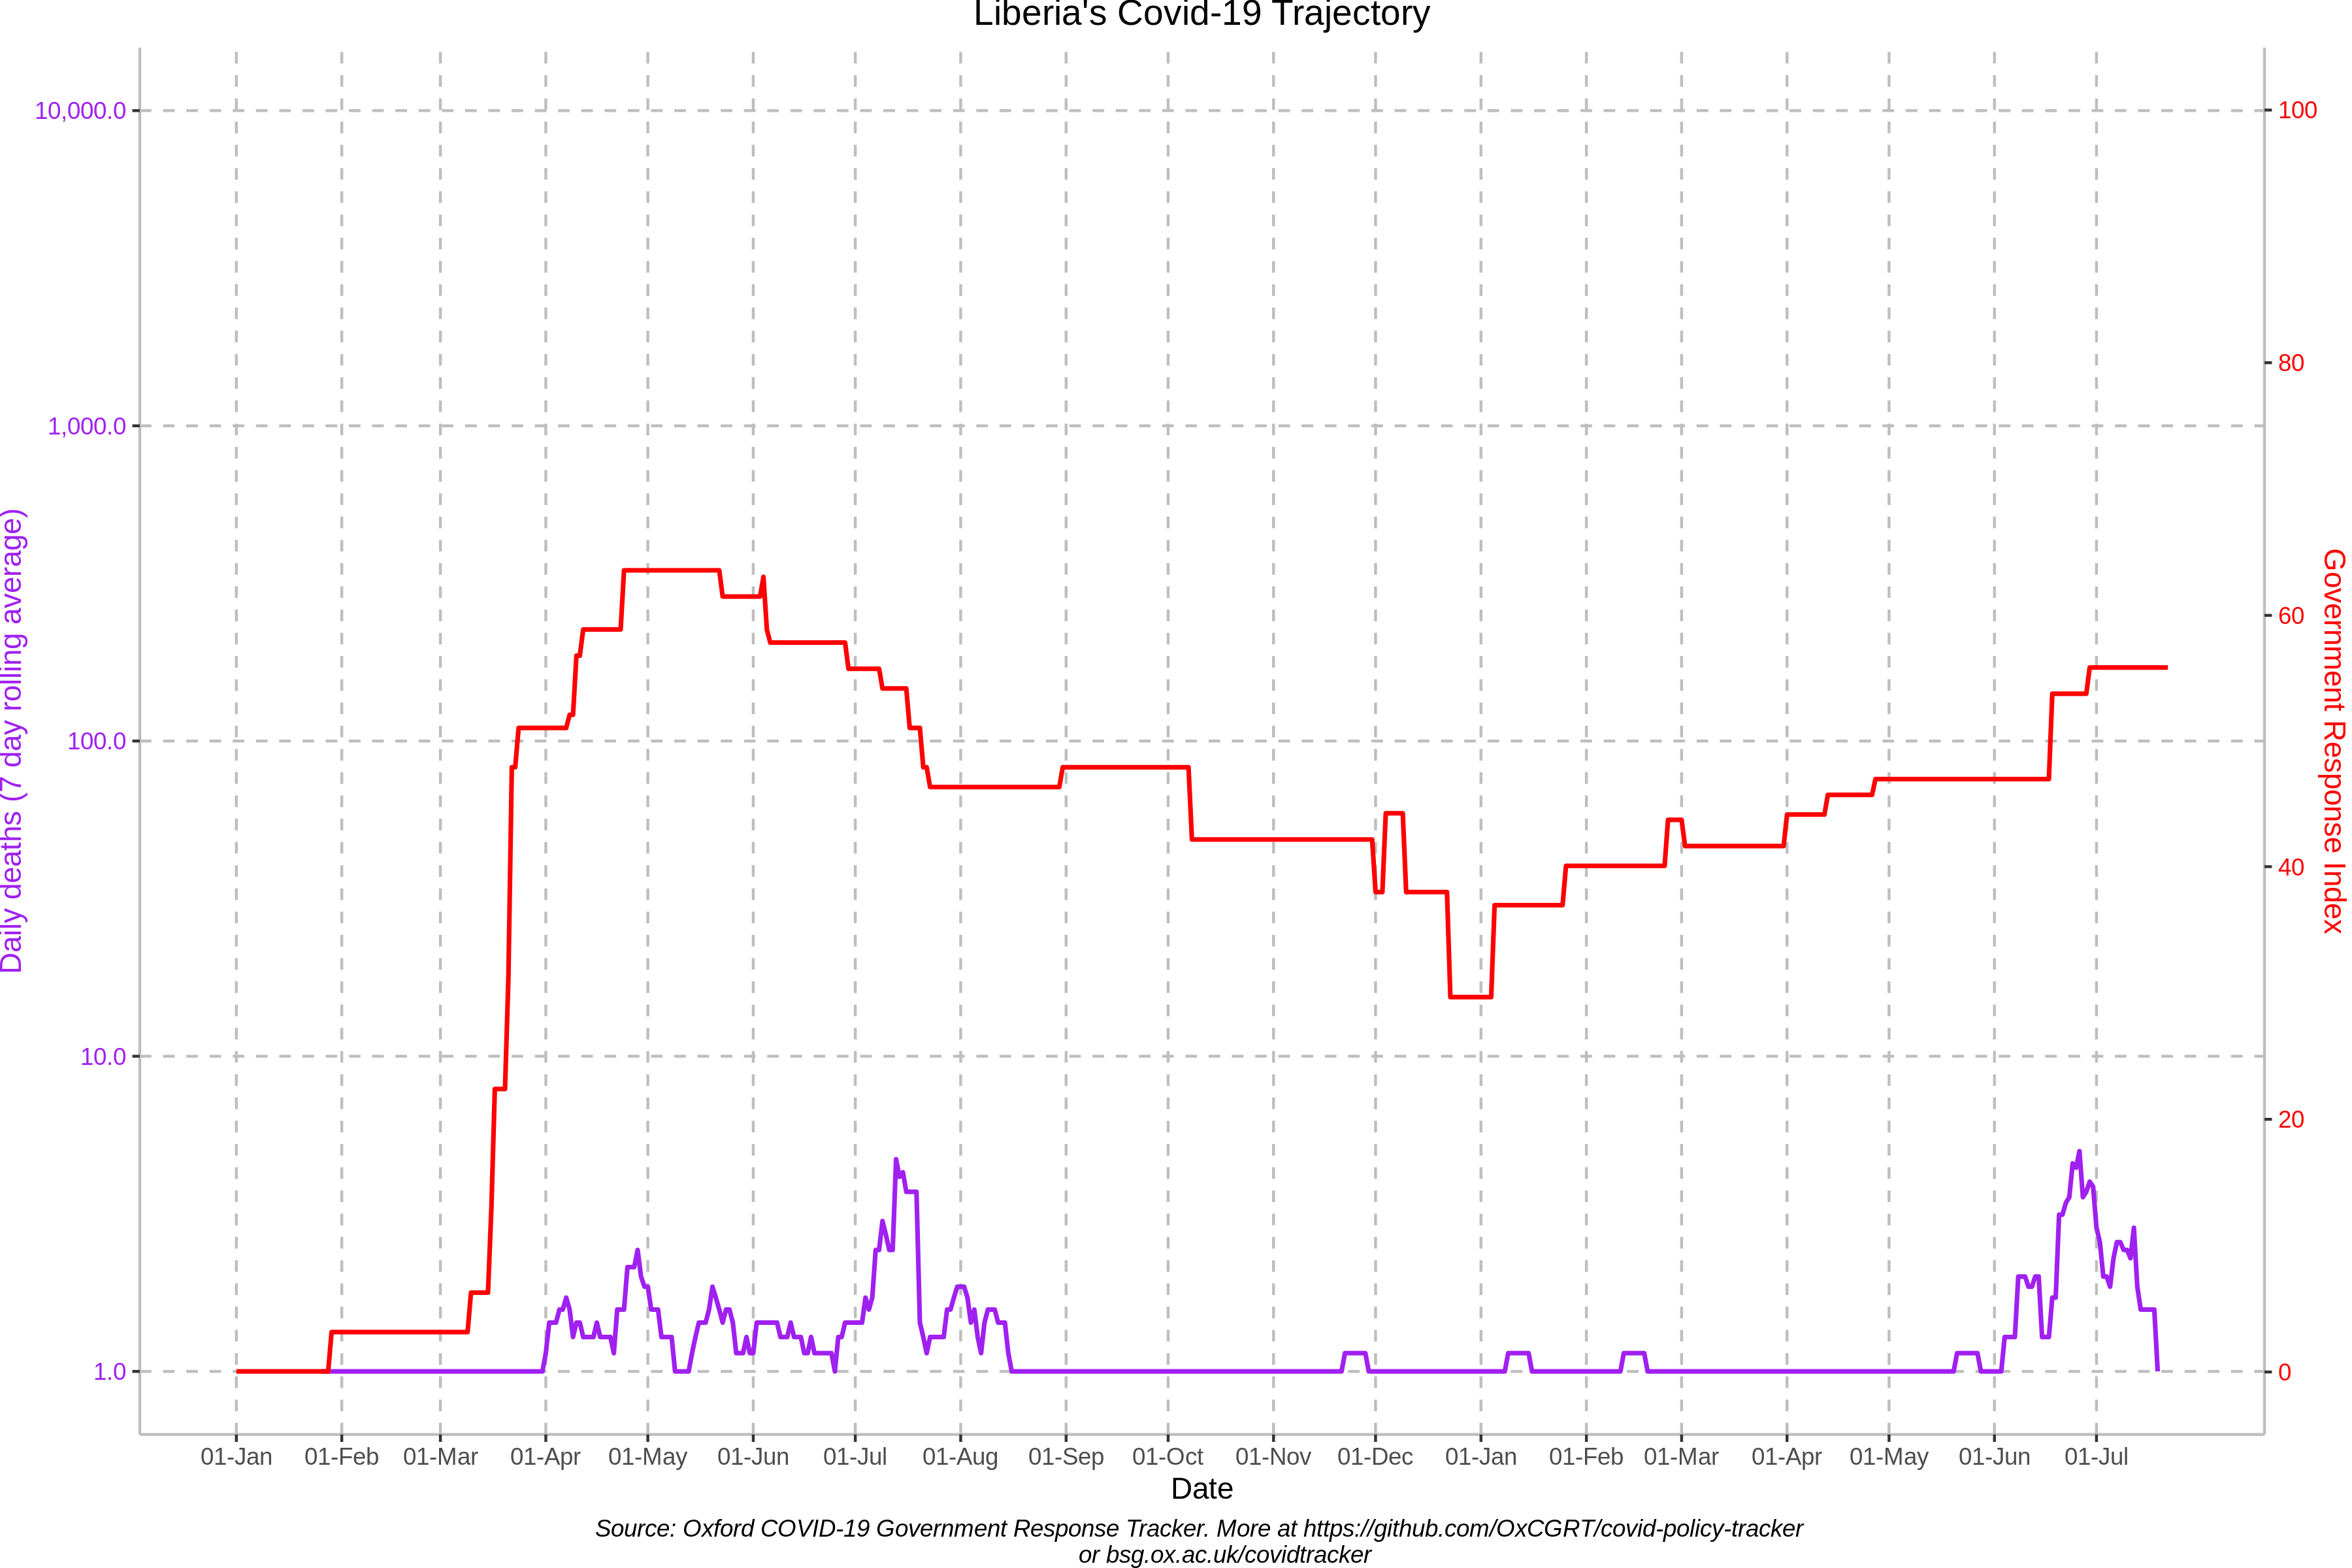 Liberia's Covid-19 Trajectory
10,000.0
1,000.0
100.0
10.0
1.0
Daily deaths (7 day rolling average)
100
80
60
40
20
0
Government Response Index
01-Jan 01-Feb 01-Mar 01-Apr 01-May 01-Jun 01-Jul 01-Aug 01-Sep 01-Oct 01-Nov 01-Dec 01-Jan 01-Feb 01-Mar 01-Apr 01-May 01-Jun 01-Jul
Date
Source: Oxford COVID-19 Government Response Tracker. More at https://github.com/OxCGRT/covid-policy-tracker
or bsg.ox.ac.uk/covidtracker